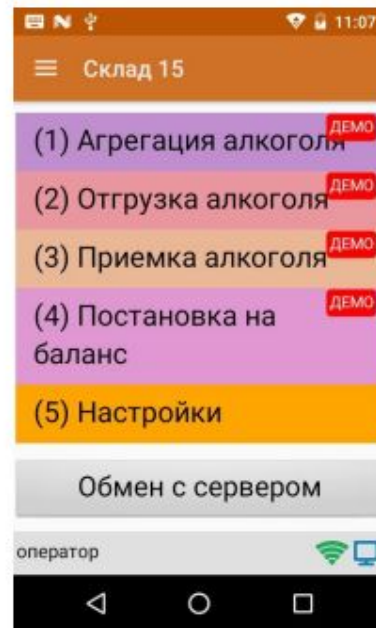 11:07
Склад 15
ДЕМО
(1) Агрегация алкоголя
ДЕМО
(2) Отгрузка алкоголя
ДЕМО
(3) Приемка алкоголя
ДЕМО
(4) Постановка на
баланс
(5) Настройки
Обмен с сервером
оператор